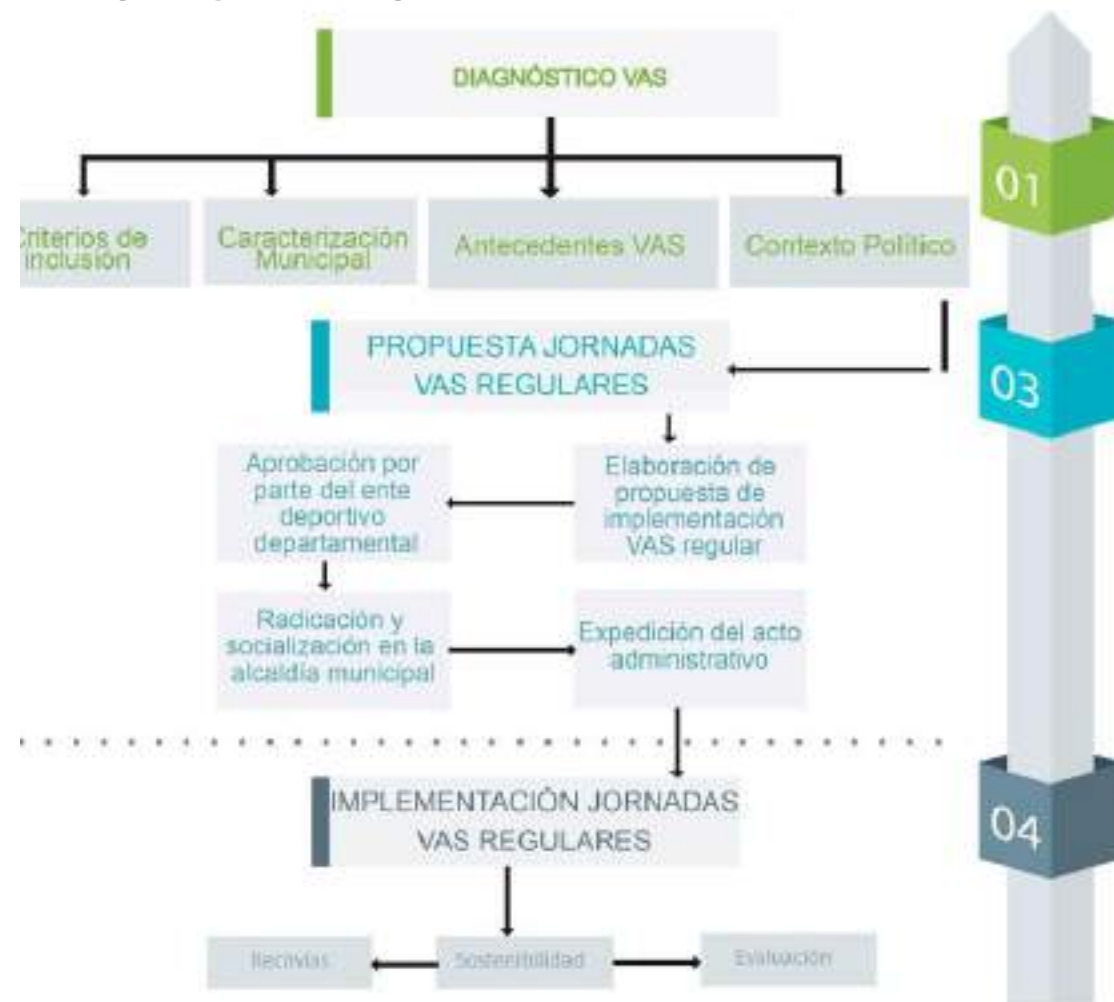 DIAGNÓSTICO VAS
01
Criterios de
inclusión
Caracterización
Municipal
Antecedentes VAS
Contexto Político
PROPUESTA JORNADAS
VAS REGULARES
03
Aprobación por
parte del ente
deportivo
departamental
Elaboración de
propuesta de
implementación
VAS regular
Radicación y
socialización en la
alcaldía municipal
Expedición del acto
administrativo
IMPLEMENTACIÓN JORNADAS
VAS REGULARES
04
Recovías
Sostenibilidad
Evaluación